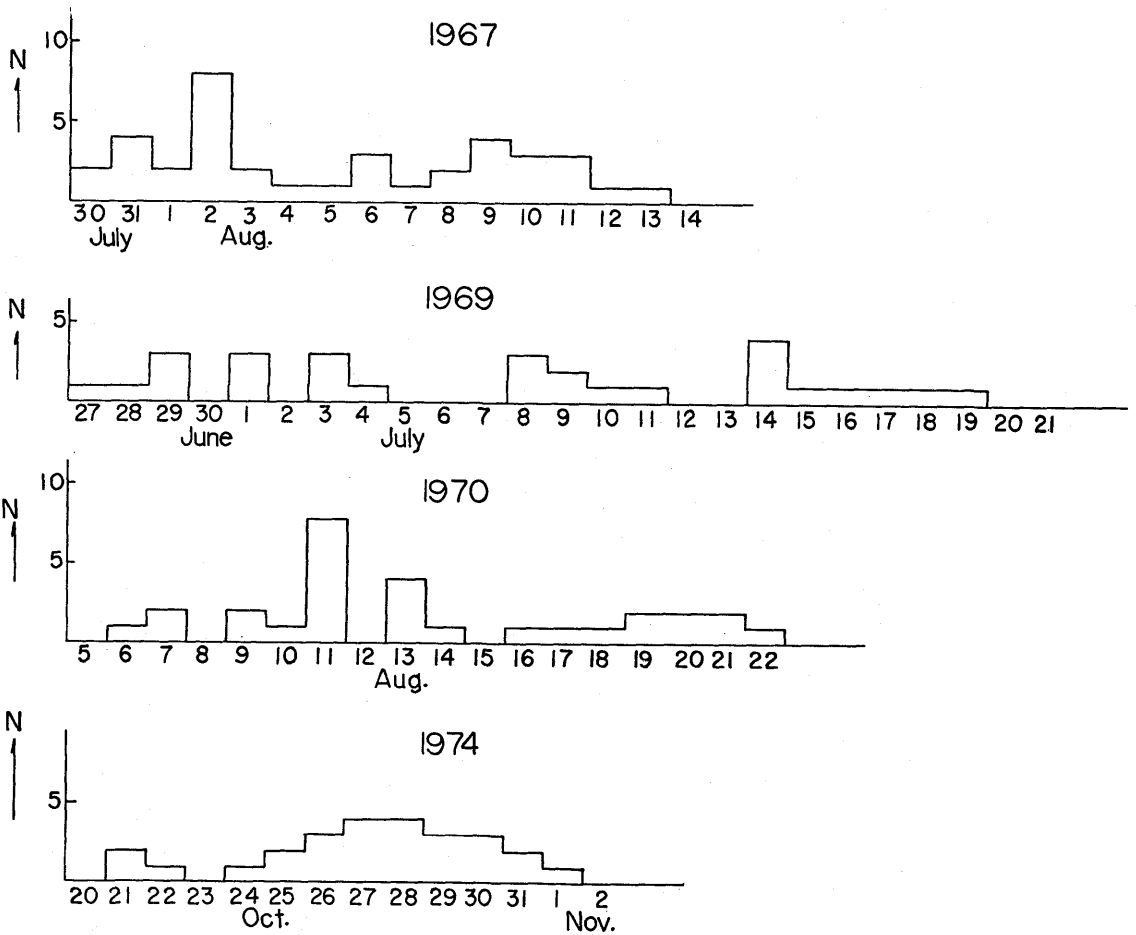 1967
N
10
5
30 31 1 2 3 4 5 6 7 8 9 10 11 12 13 14
July Aug.
1969
N
5
27 28 29 30 1 2 3 4 5 6 7 8 9 10 11 12 13 14 15 16 17 18 19 20 21
June July
1970
N
10
5
5 6 7 8 9 10 11 12 13 14 15 16 17 18 19 20 21 22
Aug.
1974
N
5
20 21 22 23 24 25 26 27 28 29 30 31 1 2
Oct. Nov.